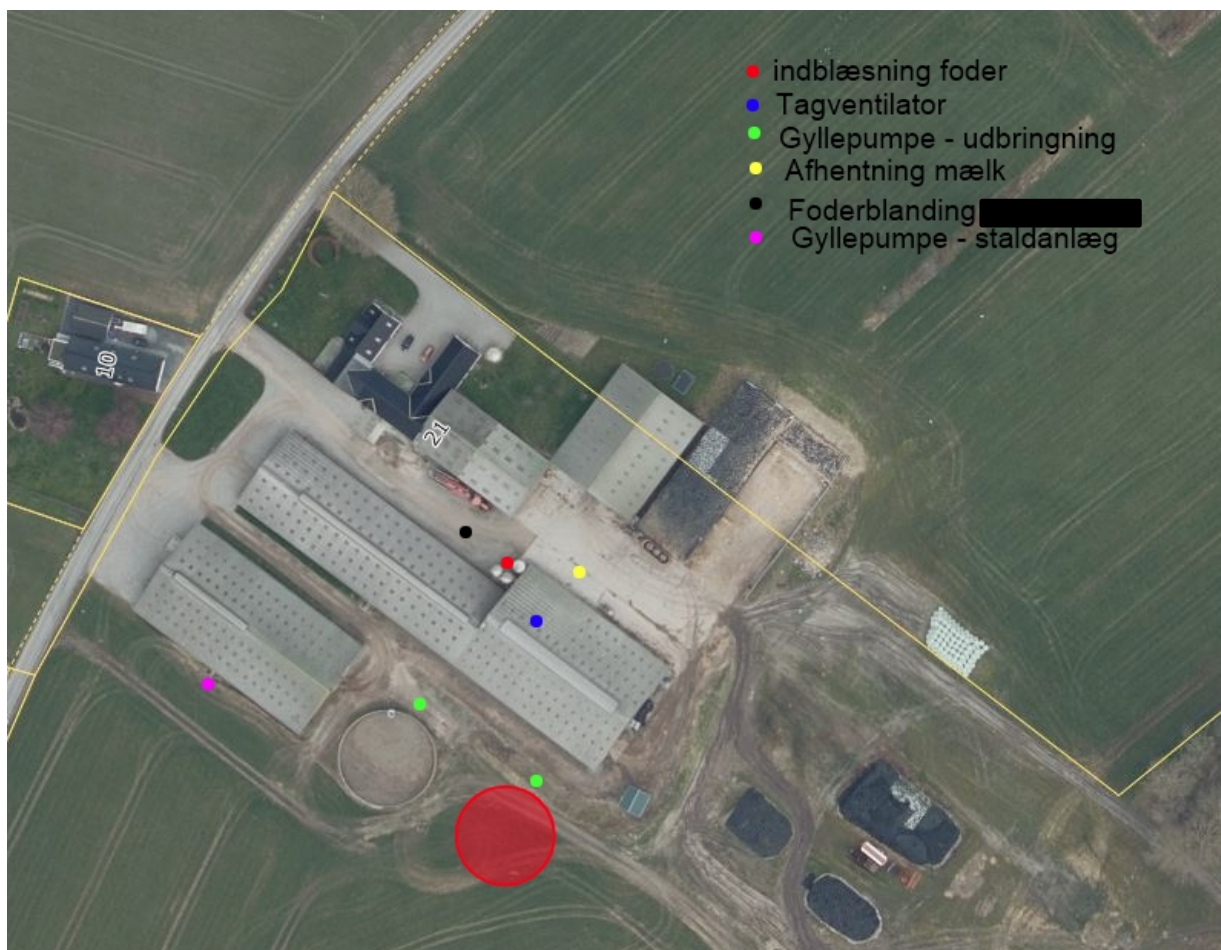 indblæsning foder
Tagventilator
Gyllepumpe - udbringning
Afhentning mælk
Foderblanding
Gyllepumpe - staldanlæg
10
21